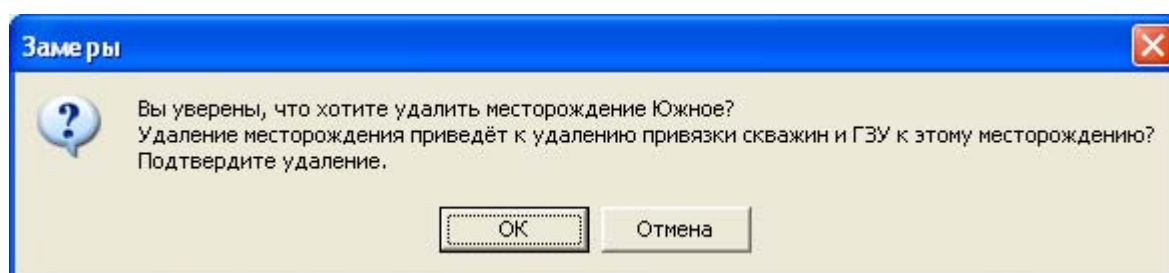 Замеры
Вы уверены, что хотите удалить месторождение Южное?
Удаление месторождения приведёт к удалению привязки скважин и ГЗУ к этому месторождению?
Подтвердите удаление.
OK
Отмена